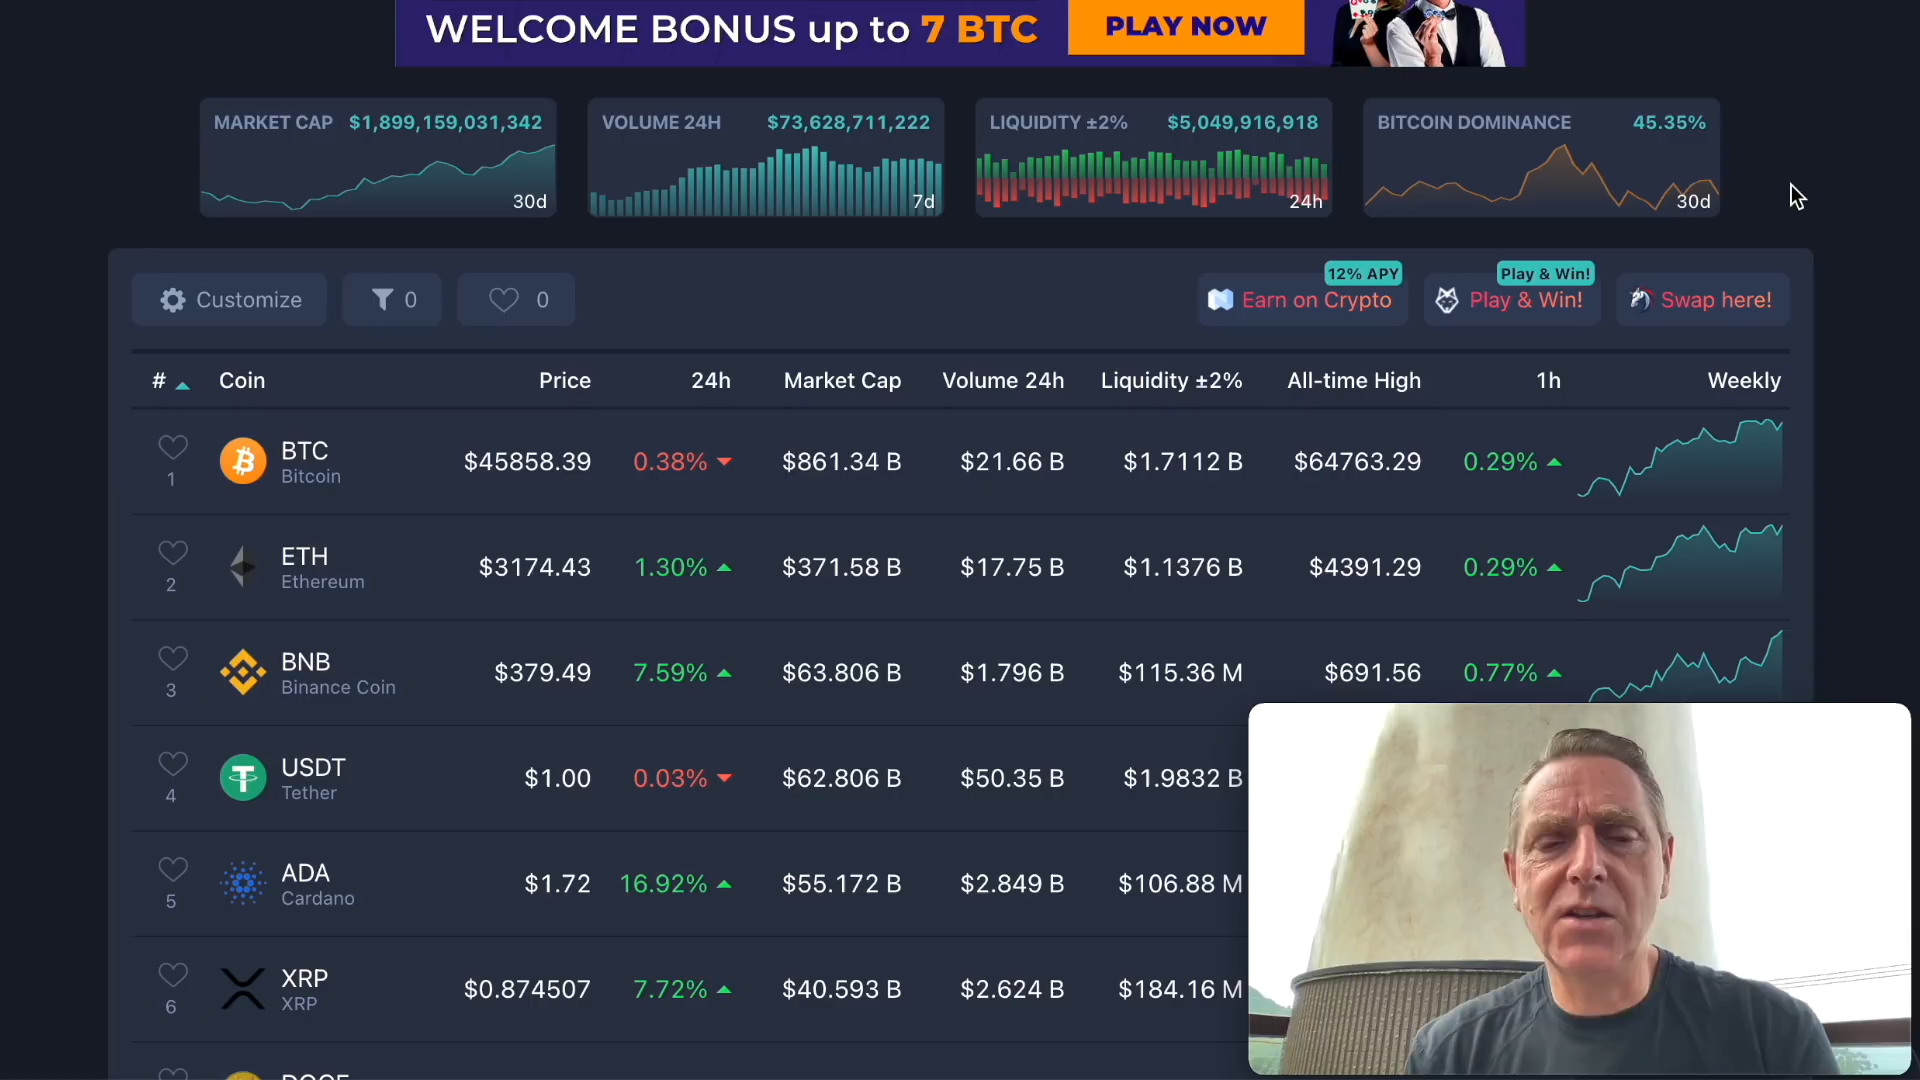 WELCOME BONUS up to 7 BTC
PLAY NOW
MARKET CAP $1,899,159,031,342
30d
VOLUME 24H $73,628,711,222
7d
LIQUIDITY ±2% $5,049,916,918
24h
BITCOIN DOMINANCE 45.35%
30d
Customize
0
0
12% APY
Earn on Crypto
Play & Win!
Play & Win!
Swap here!
# Coin Price 24h Market Cap Volume 24h Liquidity ±2% All-time High 1h Weekly
1 BTC Bitcoin $45858.39 0.38% $861.34 B $21.66 B $1.7112 B $64763.29 0.29%
2 ETH Ethereum $3174.43 1.30% $371.58 B $17.75 B $1.1376 B $4391.29 0.29%
3 BNB Binance Coin $379.49 7.59% $63.806 B $1.796 B $115.36 M $691.56 0.77%
4 USDT Tether $1.00 0.03% $62.806 B $50.35 B $1.9832 B
5 ADA Cardano $1.72 16.92% $55.172 B $2.849 B $106.88 M
6 XRP XRP $0.874507 7.72% $40.593 B $2.624 B $184.16 M